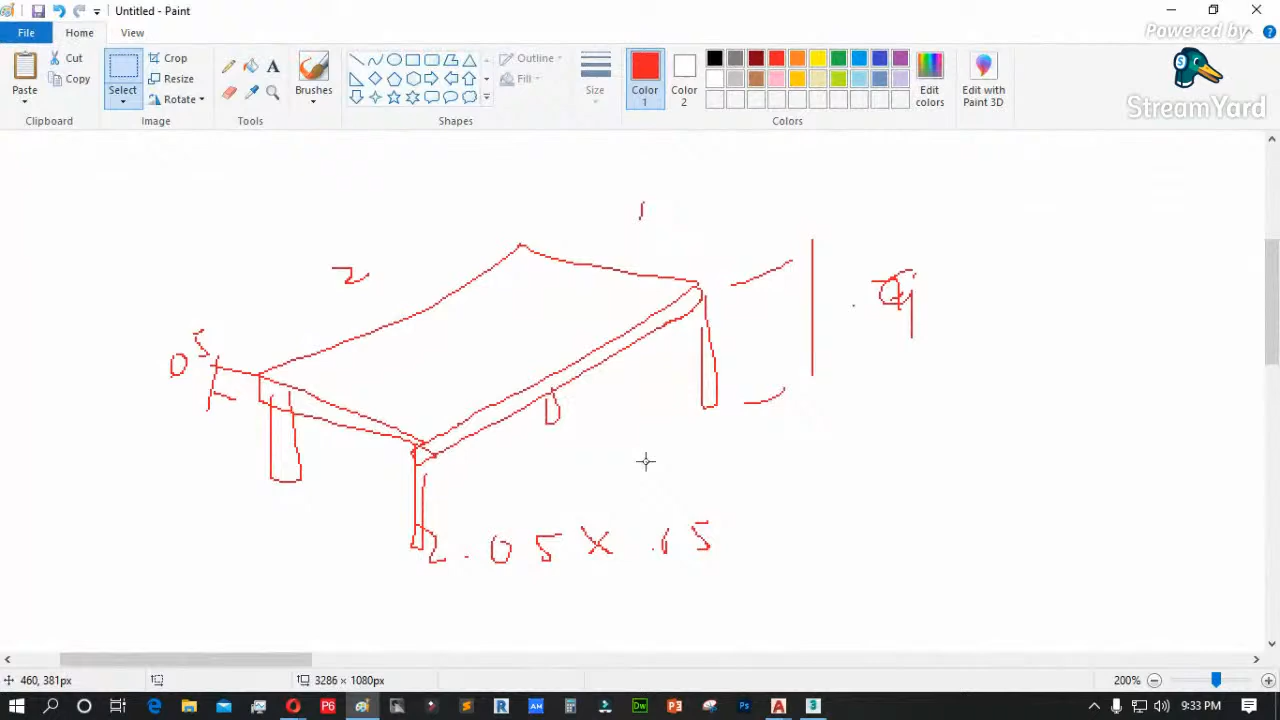 Untitled - Paint
Powered by
File Home View
StreamYard
Paste
Cut
Copy
Clipboard
Select
Crop
Resize
Rotate
Image
Tools
A
Brushes
Outline
Fill
Shapes
Size
Color 1
Color 2
Edit colors
Edit with Paint 3D
Colors
1
2
05
2.05 X .15
460, 381px
3286 × 1080px
200%
9:33 PM